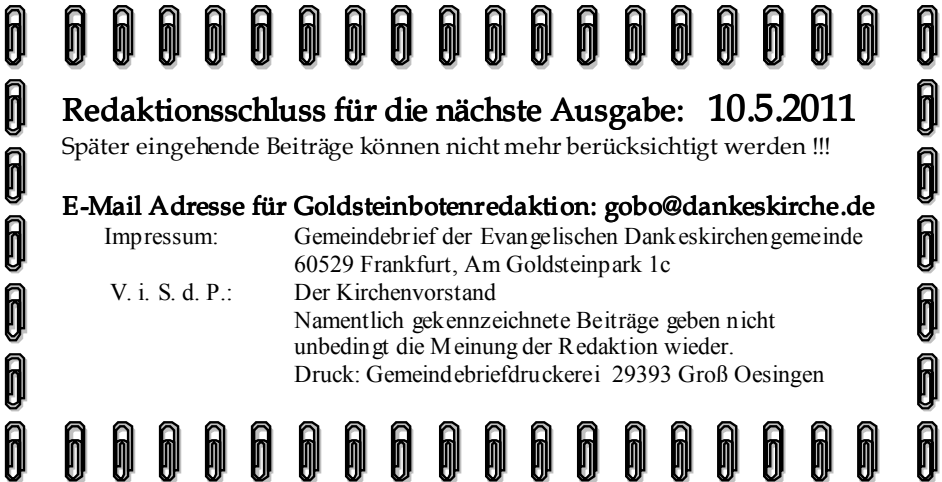 Redaktionsschluss für die nächste Ausgabe: 10.5.2011
Später eingehende Beiträge können nicht mehr berücksichtigt werden !!!
E-Mail Adresse für Goldsteinbotenredaktion: gobo@dankeskirche.de
Impressum: Gemeindebrief der Evangelischen Dankeskirchengemeinde
60529 Frankfurt, Am Goldsteinpark 1c
V. i. S. d. P.: Der Kirchenvorstand
Namentlich gekennzeichnete Beiträge geben nicht
unbedingt die Meinung der Redaktion wieder.
Druck: Gemeindebriefdruckerei 29393 Groß Oesingen